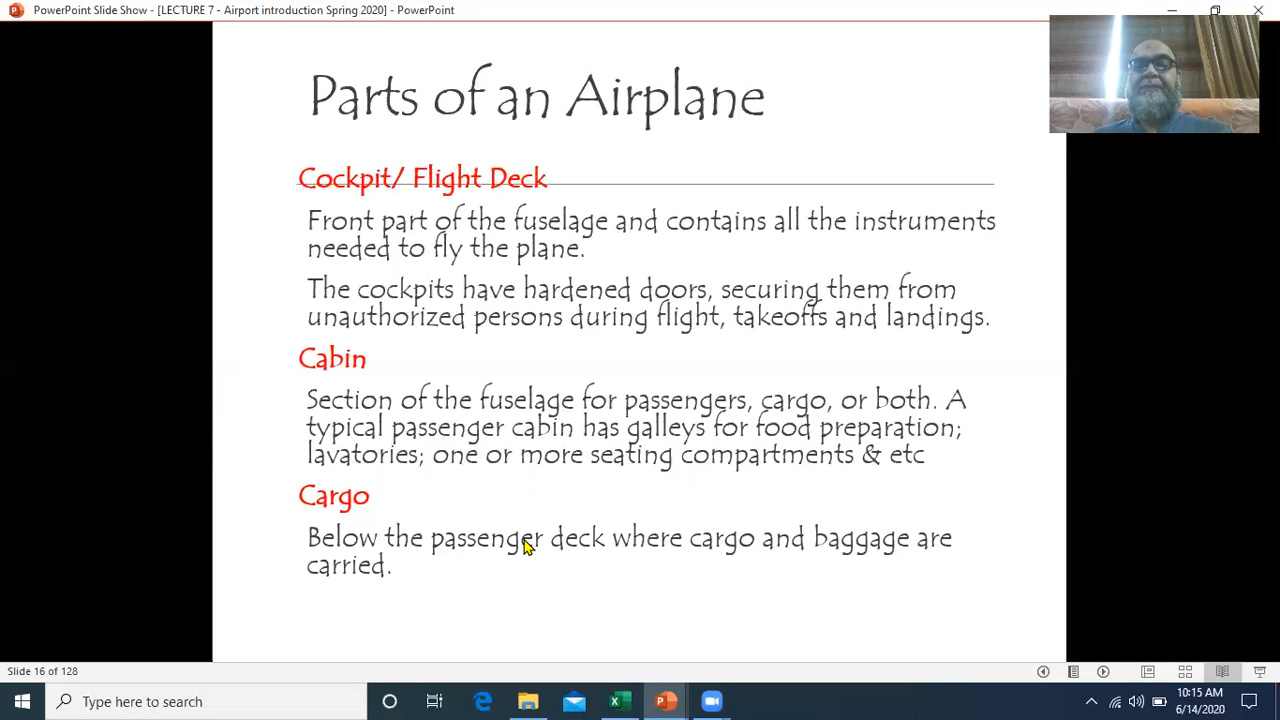 PowerPoint Slide Show - [LECTURE 7 - Airport introduction Spring 2020] - PowerPoint
Parts of an Airplane
Cockpit/ Flight Deck
Front part of the fuselage and contains all the instruments
needed to fly the plane.
The cockpits have hardened doors, securing them from
unauthorized persons during flight, takeoffs and landings.
Cabin
Section of the fuselage for passengers, cargo, or both. A
typical passenger cabin has galleys for food preparation;
lavatories; one or more seating compartments & etc
Cargo
Below the passenger deck where cargo and baggage are
carried.
Slide 16 of 128
Type here to search
10:15 AM
6/14/2020